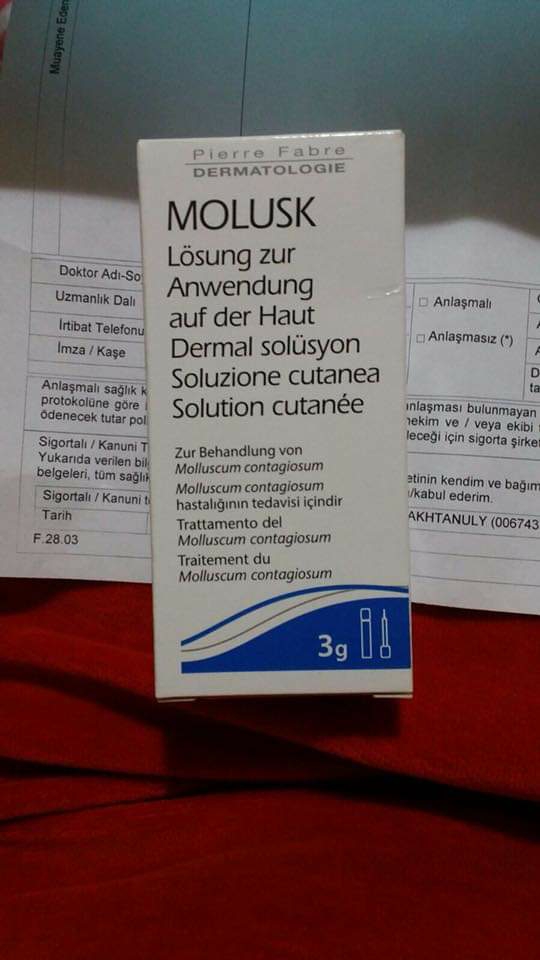 Muayene Eden
Pierre Fabre
DERMATOLOGIE
MOLUSK
Lösung zur
Anwendung
auf der Haut
Dermal solüsyon
Soluzione cutanea
Solution cutanée
Zur Behandlung von
Molluscum contagiosum
Molluscum contagiosum
hastalığının tedavisi içindir
Trattamento del
Molluscum contagiosum
Traitement du
Molluscum contagiosum
3g
Doktor Adı-So
Uzmanlık Dalı
İrtibat Telefonu
İmza / Kaşe
Anlaşmalı sağlık k
protokolüne göre
ödenecek tutar pol
Sigortalı / Kanuni T
Yukarıda verilen bil
belgeleri, tüm sağlık
Sigortalı / Kanuni t
Tarih
F.28.03
Anlaşmalı
Anlaşmasız (*)
nlaşması bulunmayan
hekim ve / veya ekibi
leceği için sigorta şirke
etinin kendim ve bağım
/kabul ederim.
AKHTANULY (006743